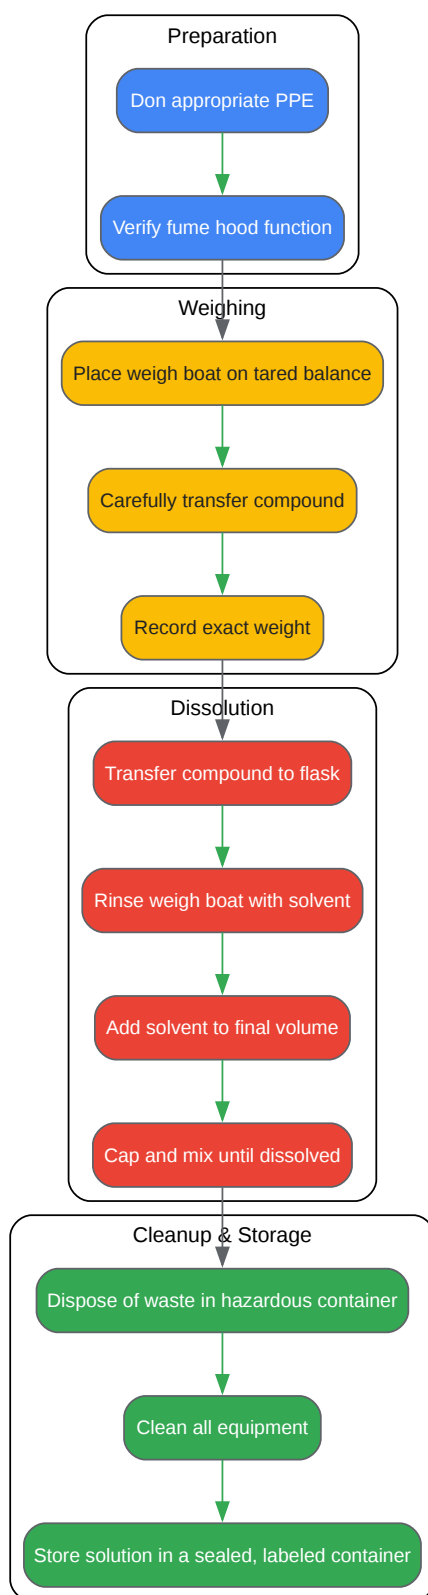 Preparation
Don appropriate PPE
Verify fume hood function
Weighing
Place weigh boat on tared balance
Carefully transfer compound
Record exact weight
Dissolution
Transfer compound to flask
Rinse weigh boat with solvent
Add solvent to final volume
Cap and mix until dissolved
Cleanup & Storage
Dispose of waste in hazardous container
Clean all equipment
Store solution in a sealed, labeled container